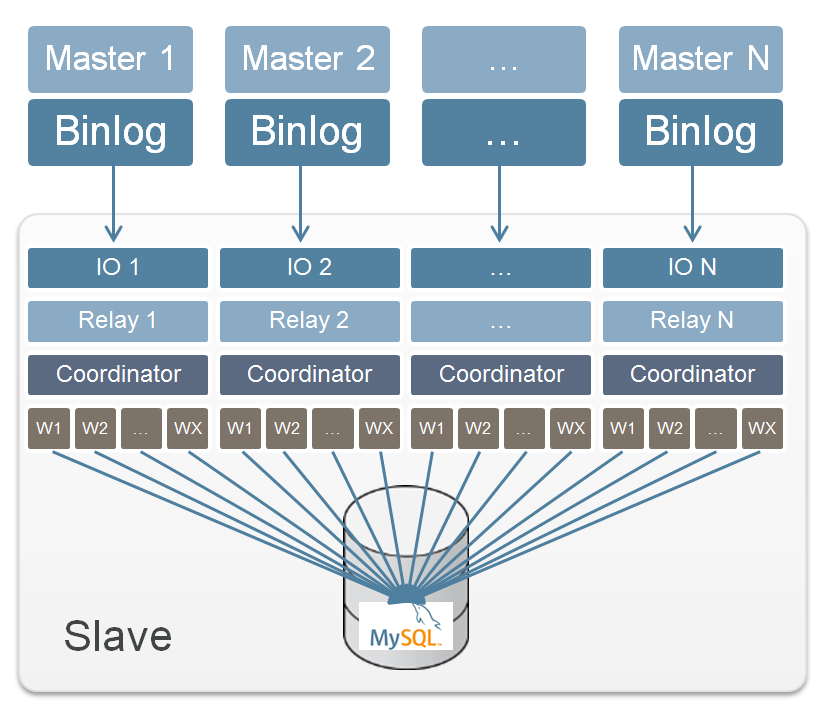 Master 1 Master 2 ... Master N
Binlog Binlog ... Binlog
IO 1 IO 2 ... IO N
Relay 1 Relay 2 ... Relay N
Coordinator Coordinator Coordinator Coordinator
W1 W2 ... WX W1 W2 ... WX W1 W2 ... WX W1 W2 ... WX
Slave
MySQL™